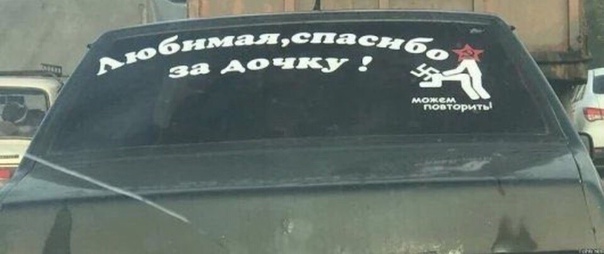 Любимая,спасибо
за дочку !
можем
повторить!